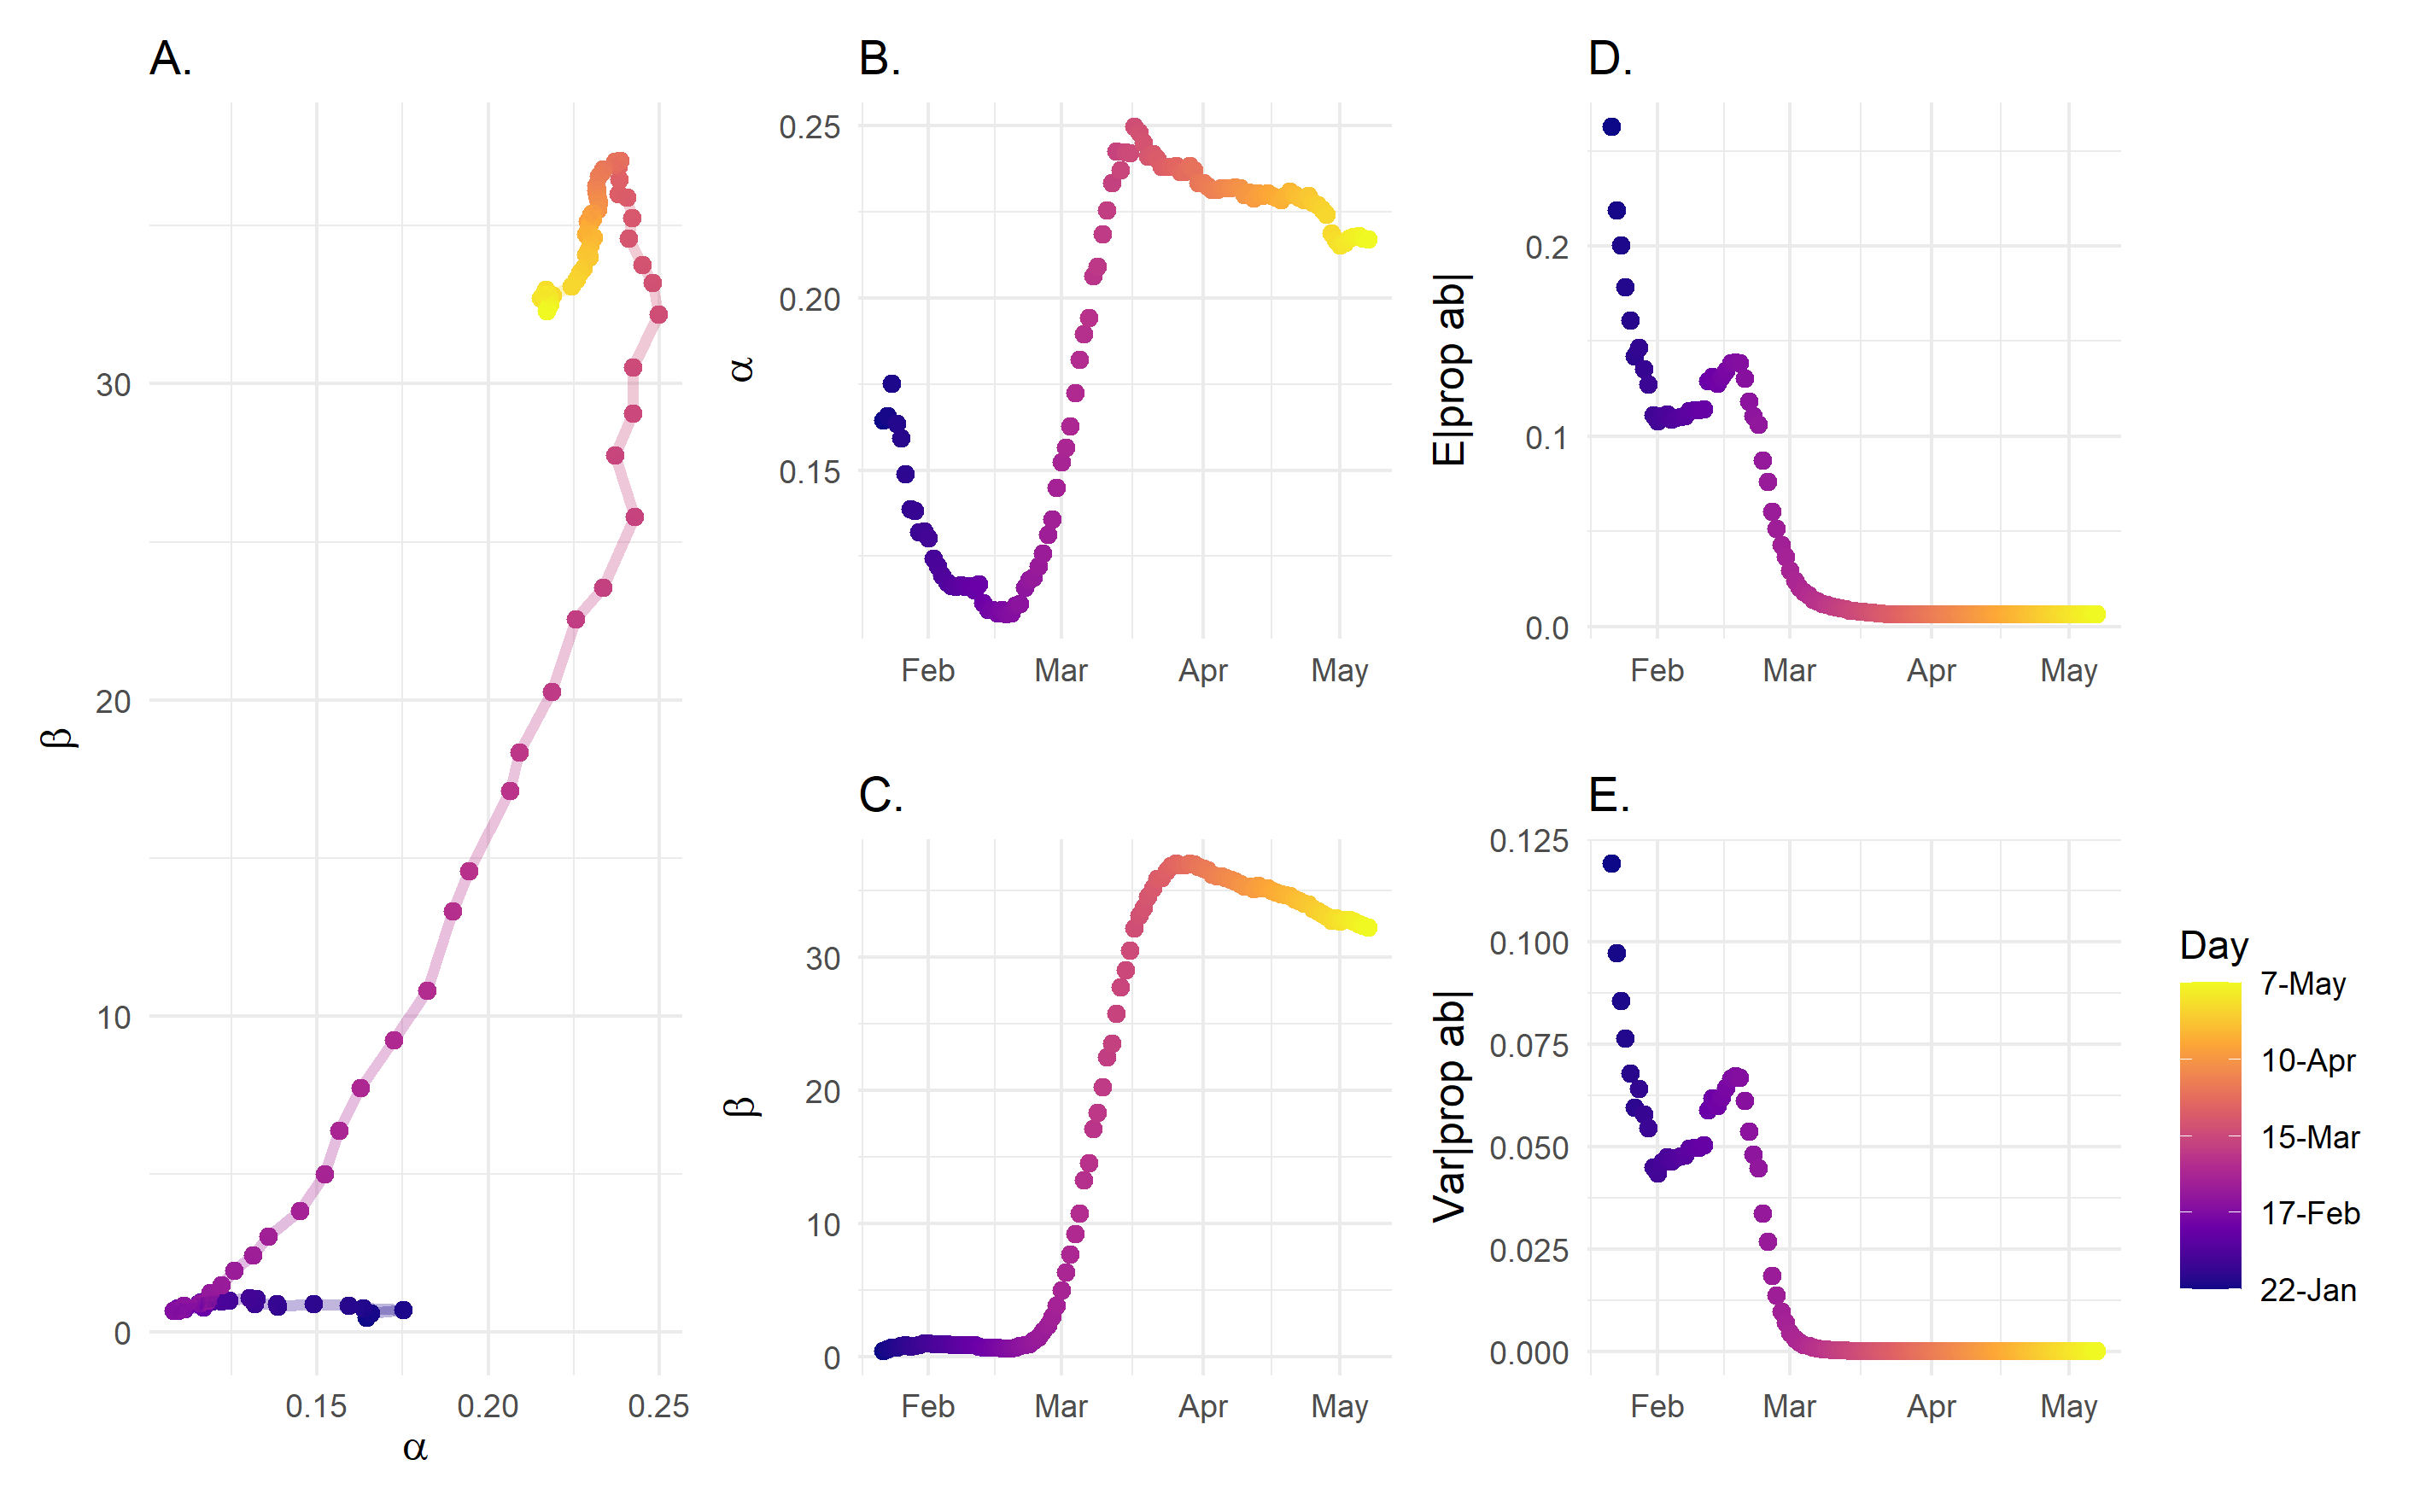 A.
β
30
20
10
0
0.15 0.20 0.25
α
B.
α
0.25
0.20
0.15
Feb Mar Apr May
C.
β
30
20
10
0
Feb Mar Apr May
D.
E|prop ab|
0.2
0.1
0.0
Feb Mar Apr May
E.
Var|prop ab|
0.125
0.100
0.075
0.050
0.025
0.000
Feb Mar Apr May
Day
7-May
10-Apr
15-Mar
17-Feb
22-Jan